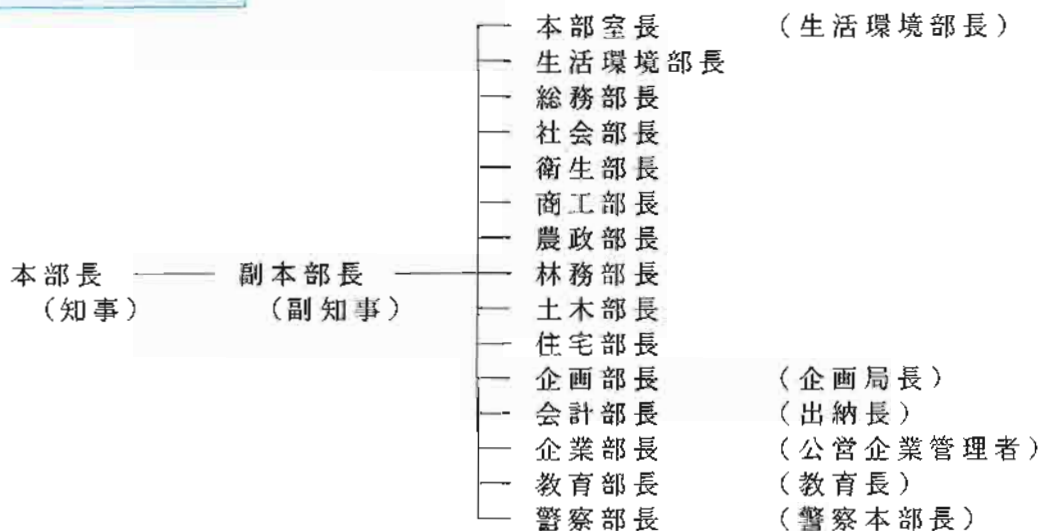 本部室長 （生活環境部長）
生活環境部長
総務部長
社会部長
衛生部長
商工部長
農政部長
本部長 副本部長 林務部長
（知事） （副知事） 土木部長
住宅部長
企画部長 （企画局長）
会計部長 （出納長）
企業部長 （公営企業管理者）
教育部長 （教育長）
警察部長 （警察本部長）